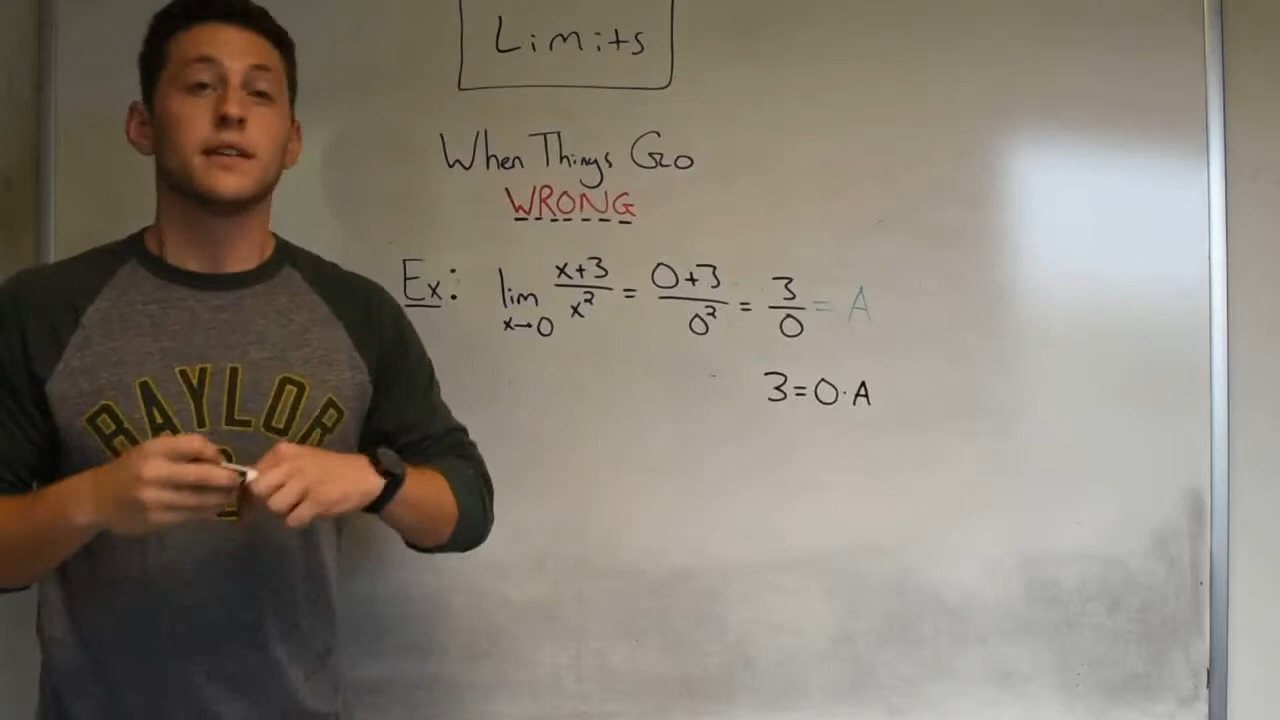 Limits
When Things Go
WRONG
Ex: lim x→0 x+3/x² = 0+3/0² = 3/0 = A
3=0·A
BAYLOR